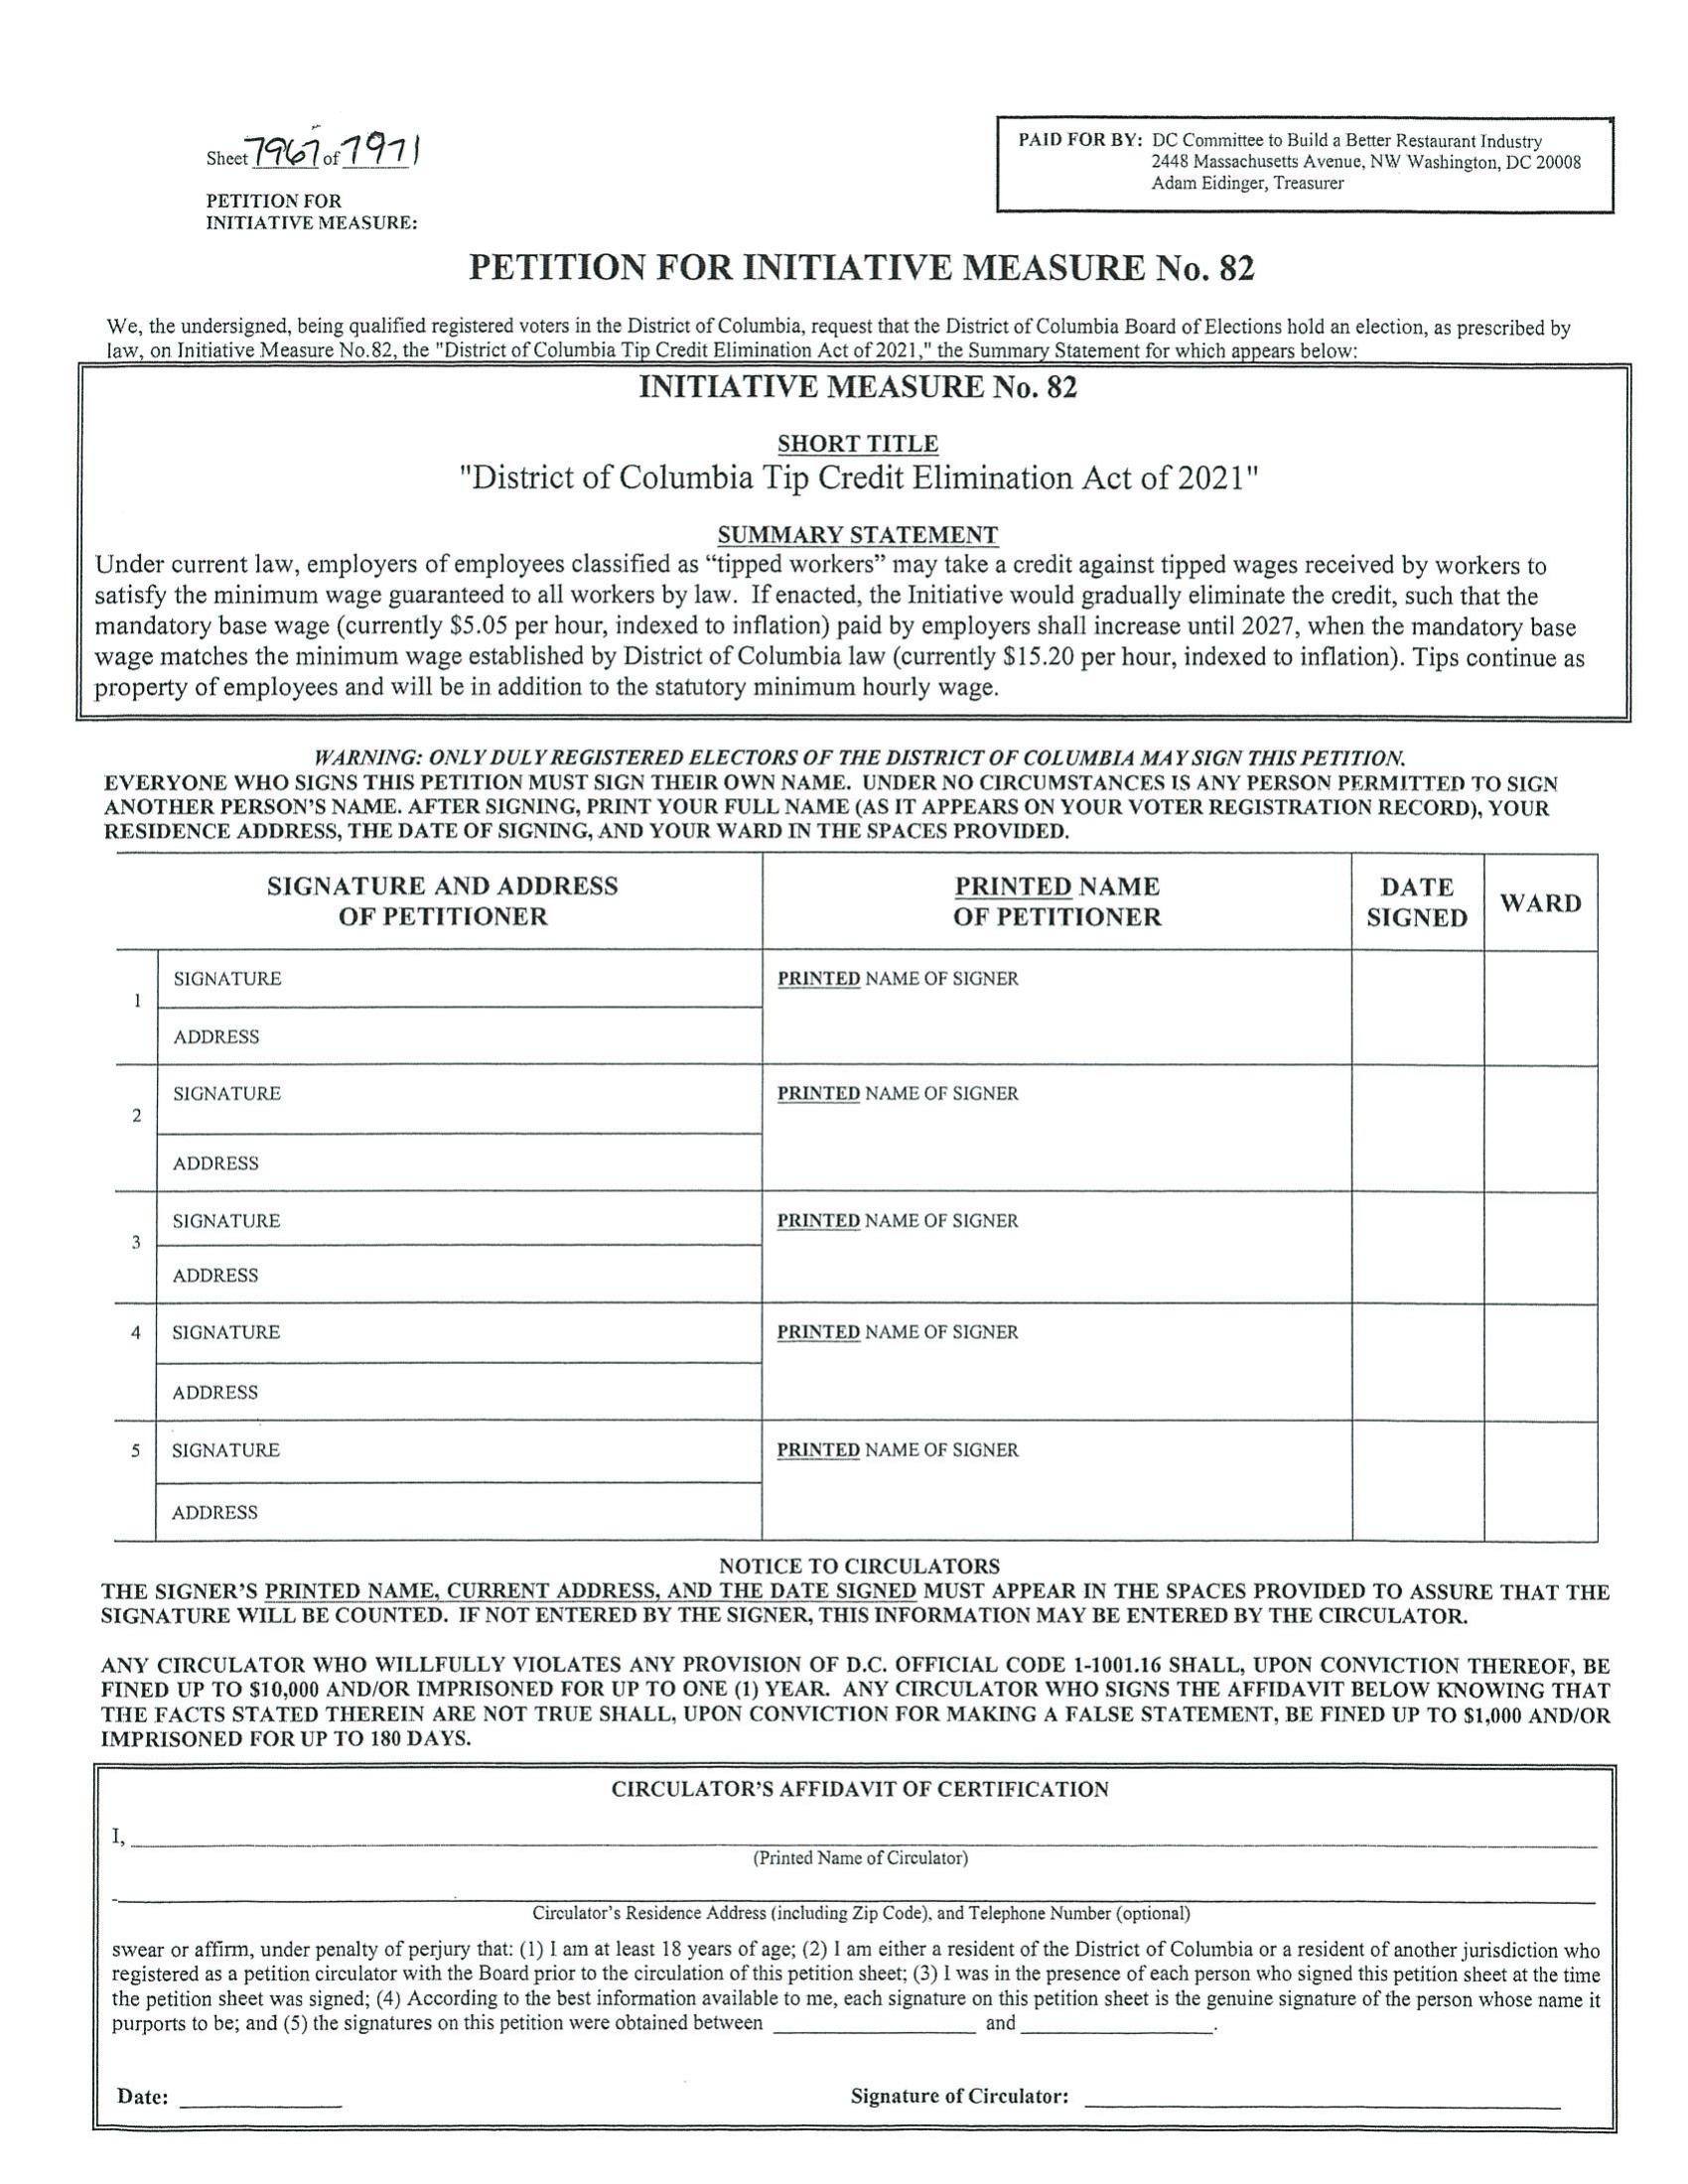 Sheet 7967 of 7971
PAID FOR BY: DC Committee to Build a Better Restaurant Industry
2448 Massachusetts Avenue, NW Washington, DC 20008
Adam Eidinger, Treasurer
PETITION FOR
INITIATIVE MEASURE:
PETITION FOR INITIATIVE MEASURE No. 82
We, the undersigned, being qualified registered voters in the District of Columbia, request that the District of Columbia Board of Elections hold an election, as prescribed by
law, on Initiative Measure No.82, the "District of Columbia Tip Credit Elimination Act of 2021," the Summary Statement for which appears below:
INITIATIVE MEASURE No. 82
SHORT TITLE
"District of Columbia Tip Credit Elimination Act of 2021"
SUMMARY STATEMENT
Under current law, employers of employees classified as “tipped workers” may take a credit against tipped wages received by workers to
satisfy the minimum wage guaranteed to all workers by law. If enacted, the Initiative would gradually eliminate the credit, such that the
mandatory base wage (currently $5.05 per hour, indexed to inflation) paid by employers shall increase until 2027, when the mandatory base
wage matches the minimum wage established by District of Columbia law (currently $15.20 per hour, indexed to inflation). Tips continue as
property of employees and will be in addition to the statutory minimum hourly wage.
WARNING: ONLY DULY REGISTERED ELECTORS OF THE DISTRICT OF COLUMBIA MAY SIGN THIS PETITION.
EVERYONE WHO SIGNS THIS PETITION MUST SIGN THEIR OWN NAME. UNDER NO CIRCUMSTANCES IS ANY PERSON PERMITTED TO SIGN
ANOTHER PERSON’S NAME. AFTER SIGNING, PRINT YOUR FULL NAME (AS IT APPEARS ON YOUR VOTER REGISTRATION RECORD), YOUR
RESIDENCE ADDRESS, THE DATE OF SIGNING, AND YOUR WARD IN THE SPACES PROVIDED.
SIGNATURE AND ADDRESS
OF PETITIONER
PRINTED NAME
OF PETITIONER
DATE
SIGNED
WARD
1
SIGNATURE
PRINTED NAME OF SIGNER
ADDRESS
2
SIGNATURE
PRINTED NAME OF SIGNER
ADDRESS
3
SIGNATURE
PRINTED NAME OF SIGNER
ADDRESS
4
SIGNATURE
PRINTED NAME OF SIGNER
ADDRESS
5
SIGNATURE
PRINTED NAME OF SIGNER
ADDRESS
NOTICE TO CIRCULATORS
THE SIGNER’S PRINTED NAME, CURRENT ADDRESS, AND THE DATE SIGNED MUST APPEAR IN THE SPACES PROVIDED TO ASSURE THAT THE
SIGNATURE WILL BE COUNTED. IF NOT ENTERED BY THE SIGNER, THIS INFORMATION MAY BE ENTERED BY THE CIRCULATOR.
ANY CIRCULATOR WHO WILLFULLY VIOLATES ANY PROVISION OF D.C. OFFICIAL CODE 1-1001.16 SHALL, UPON CONVICTION THEREOF, BE
FINED UP TO $10,000 AND/OR IMPRISONED FOR UP TO ONE (1) YEAR. ANY CIRCULATOR WHO SIGNS THE AFFIDAVIT BELOW KNOWING THAT
THE FACTS STATED THEREIN ARE NOT TRUE SHALL, UPON CONVICTION FOR MAKING A FALSE STATEMENT, BE FINED UP TO $1,000 AND/OR
IMPRISONED FOR UP TO 180 DAYS.
CIRCULATOR’S AFFIDAVIT OF CERTIFICATION
I,
(Printed Name of Circulator)
Circulator’s Residence Address (including Zip Code), and Telephone Number (optional)
swear or affirm, under penalty of perjury that: (1) I am at least 18 years of age; (2) I am either a resident of the District of Columbia or a resident of another jurisdiction who
registered as a petition circulator with the Board prior to the circulation of this petition sheet; (3) I was in the presence of each person who signed this petition sheet at the time
the petition sheet was signed; (4) According to the best information available to me, each signature on this petition sheet is the genuine signature of the person whose name it
purports to be; and (5) the signatures on this petition were obtained between ____________ and ____________.
Date: ____________ Signature of Circulator: ____________